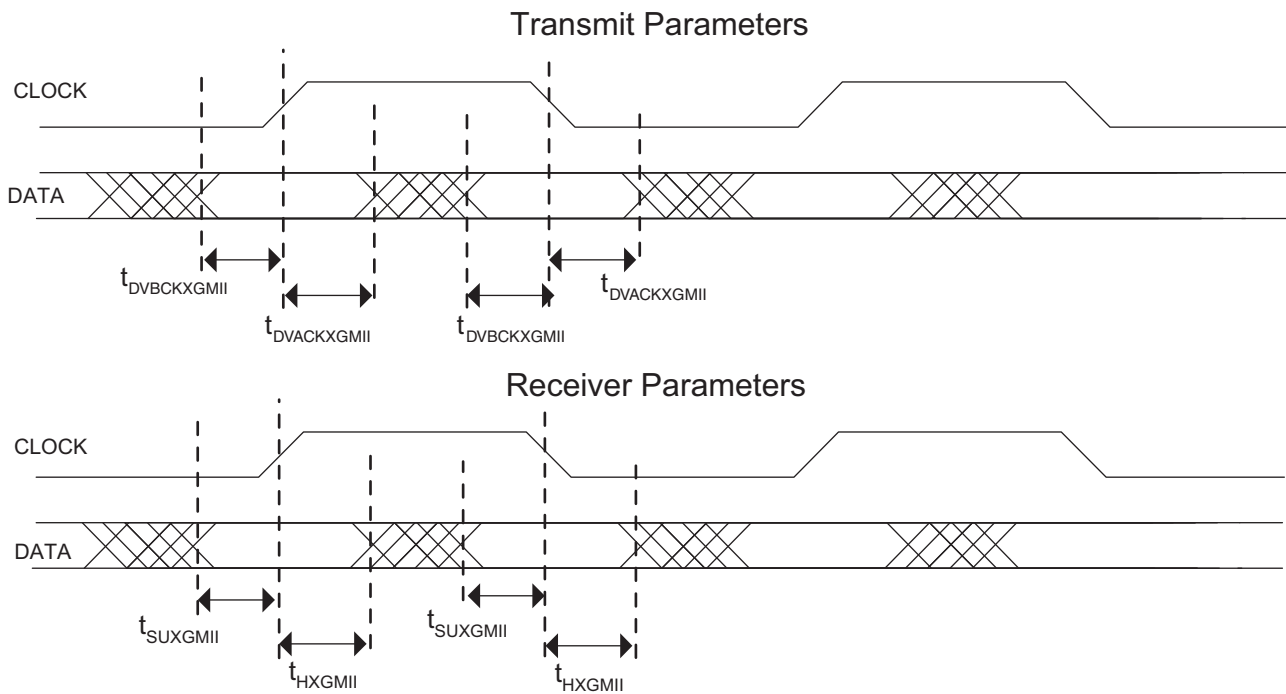 Transmit Parameters
CLOCK
DATA
tDVBCKXGMII
tDVACKXGMII
tDVBCKXGMII
tDVACKXGMII
Receiver Parameters
CLOCK
DATA
tSUXGMII
tHXGMII
tSUXGMII
tHXGMII